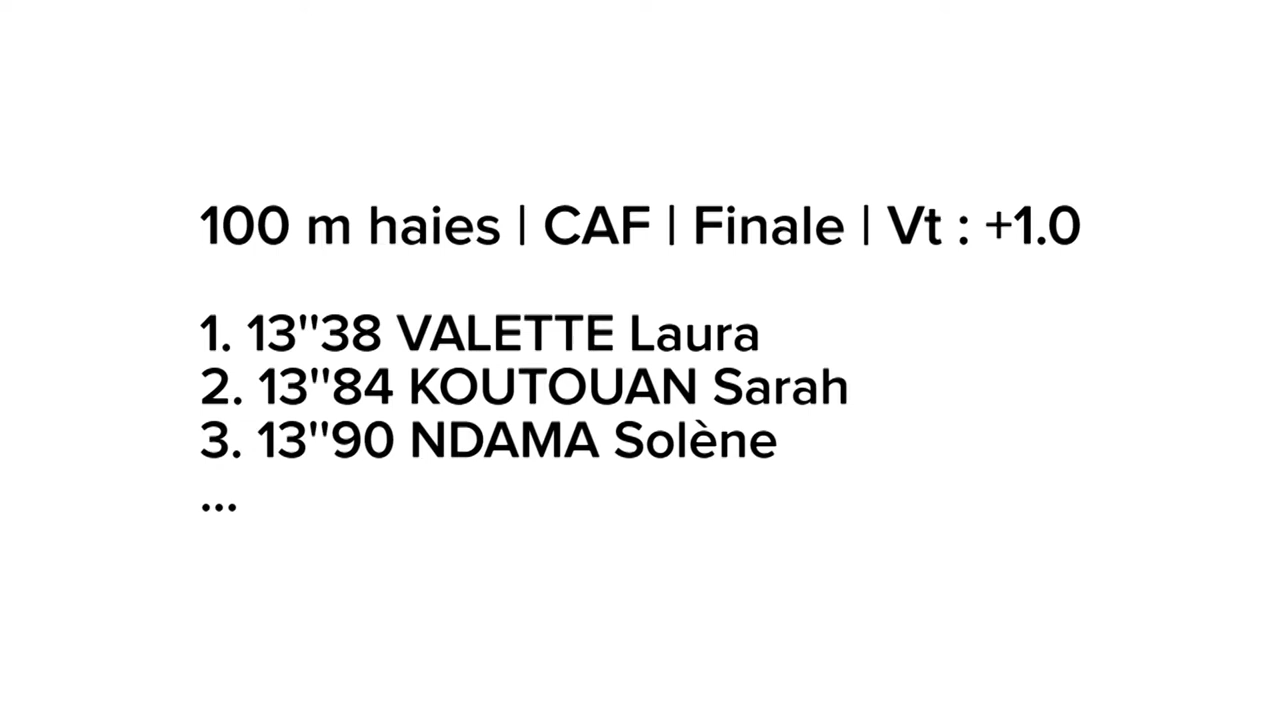 100 m haies | CAF | Finale | Vt : +1.0
1. 13''38 VALETTE Laura
2. 13''84 KOUTOUAN Sarah
3. 13''90 NDAMA Solène
...